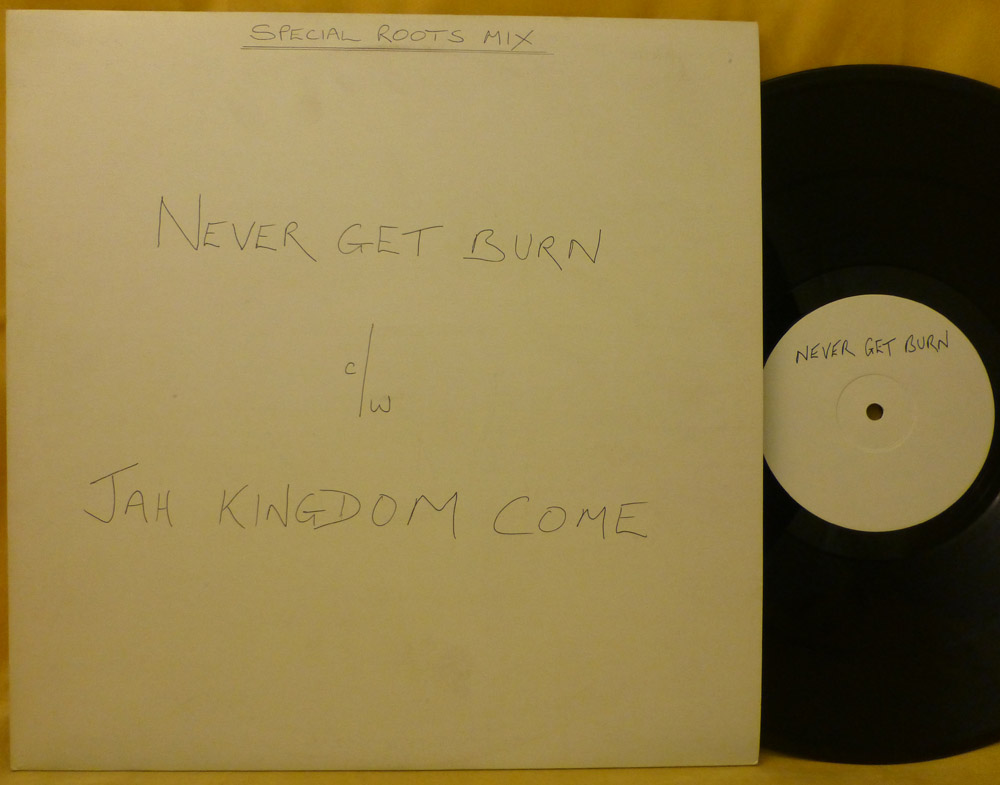 SPECIAL ROOTS MIX
NEVER GET BURN
c/w
JAH KINGDOM COME
NEVER GET BURN